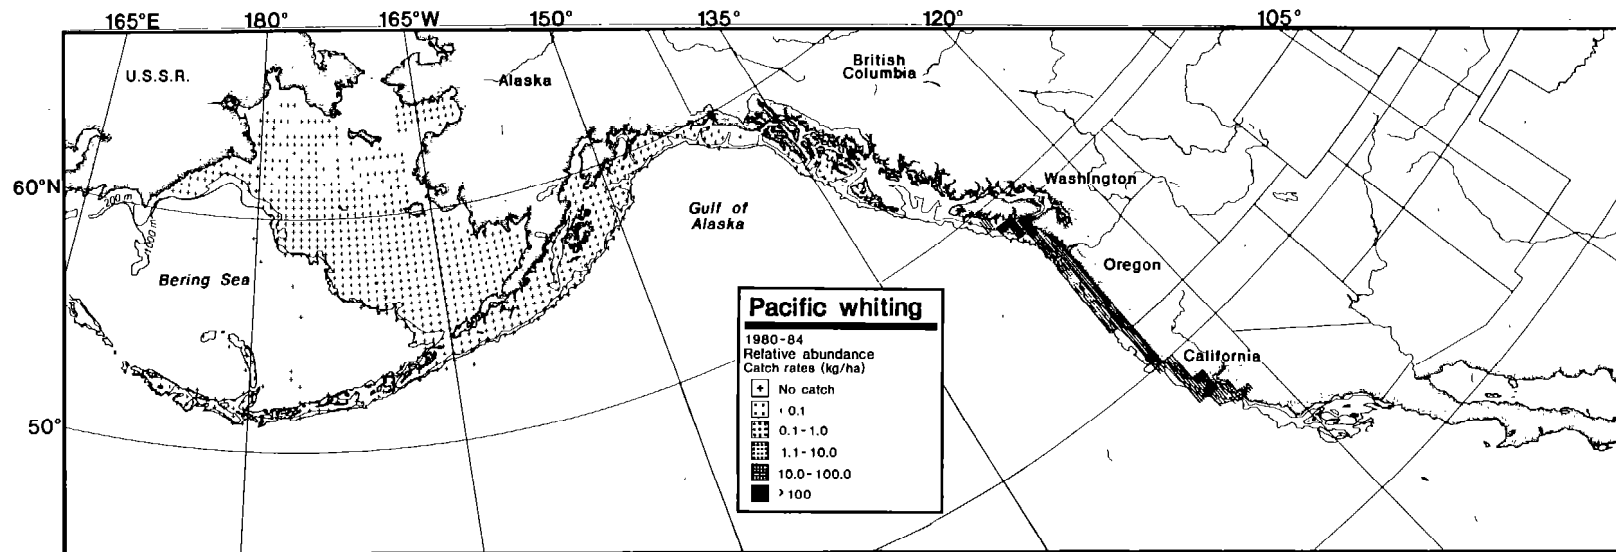 165°E 180° 165°W 150° 135° 120° 105°
U.S.S.R.
Alaska
British
Columbia
60°N
200 m
1000 m
Washington
Gulf of
Alaska
Bering Sea
Oregon
Pacific whiting
1980-84
Relative abundance
Catch rates (kg/ha)
No catch
‹ 0.1
0.1-1.0
1.1-10.0
10.0-100.0
› 100
California
50°